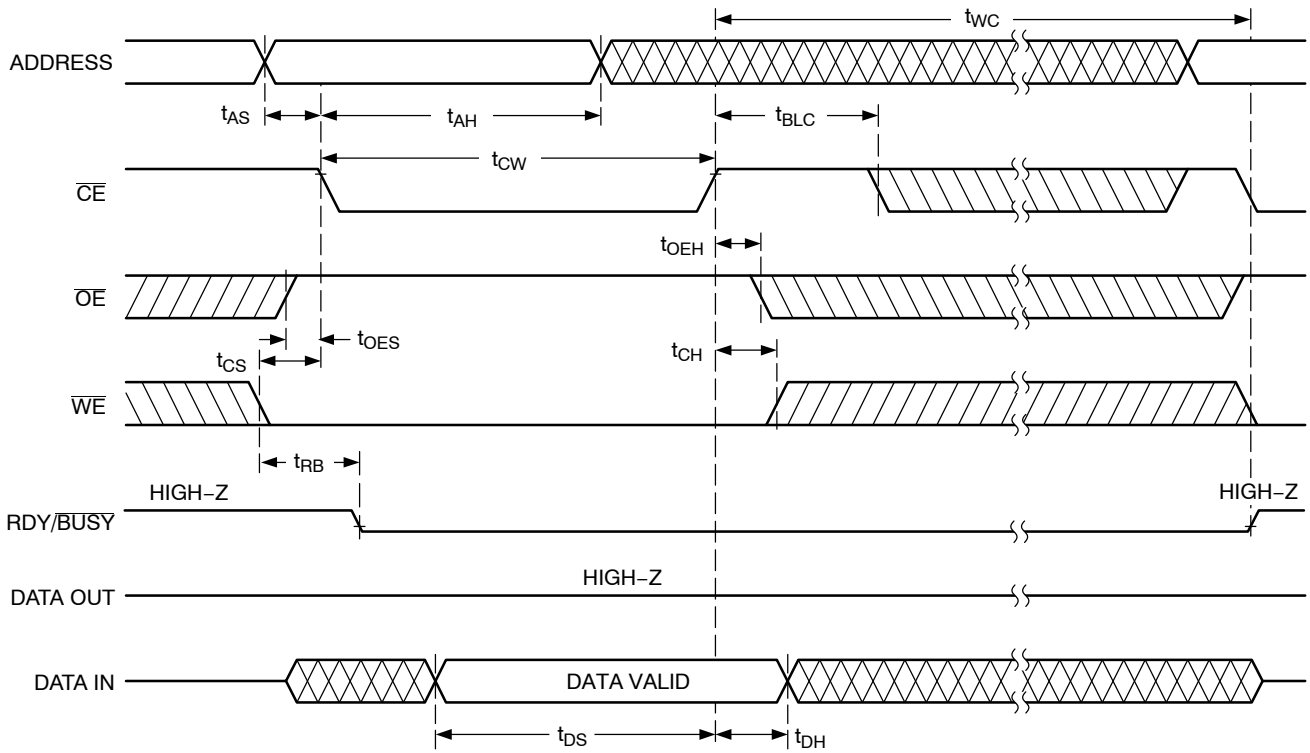 tWC
ADDRESS
tAS
tAH
tBLC
tCW
CE
tOEH
OE
tOES
tCS
tCH
WE
tRB
HIGH–Z
HIGH–Z
RDY/BUSY
HIGH–Z
DATA OUT
DATA IN
DATA VALID
tDS
tDH